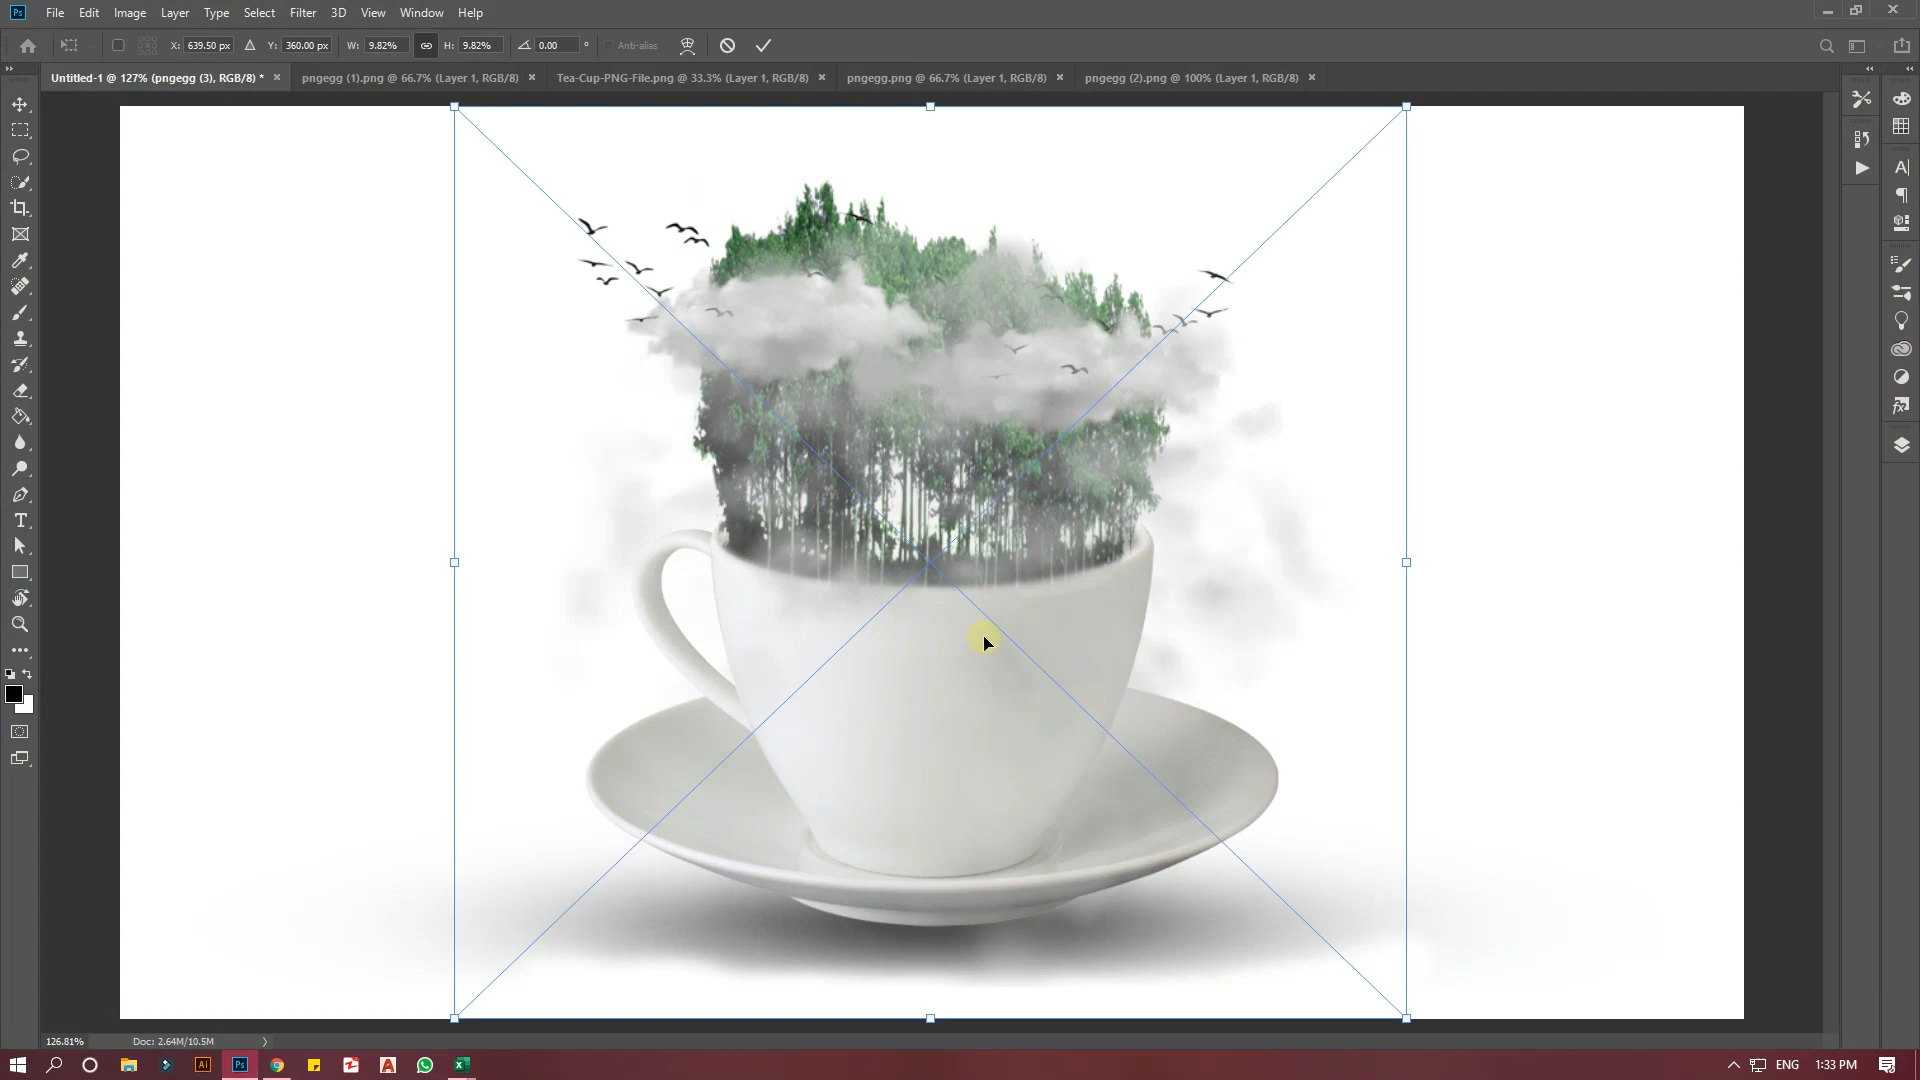 Ps File Edit Image Layer Type Select Filter 3D View Window Help
X: 639.50 px Y: 360.00 px W: 9.82% H: 9.82% 0.00 ° Anti-alias
Untitled-1 @ 127% (pngegg (3), RGB/8) * × pngegg (1).png @ 66.7% (Layer 1, RGB/8) × Tea-Cup-PNG-File.png @ 33.3% (Layer 1, RGB/8) × pngegg.png @ 66.7% (Layer 1, RGB/8) × pngegg (2).png @ 100% (Layer 1, RGB/8) ×
126.81% Doc: 2.64M/10.5M
Ai Ps ENG 1:33 PM